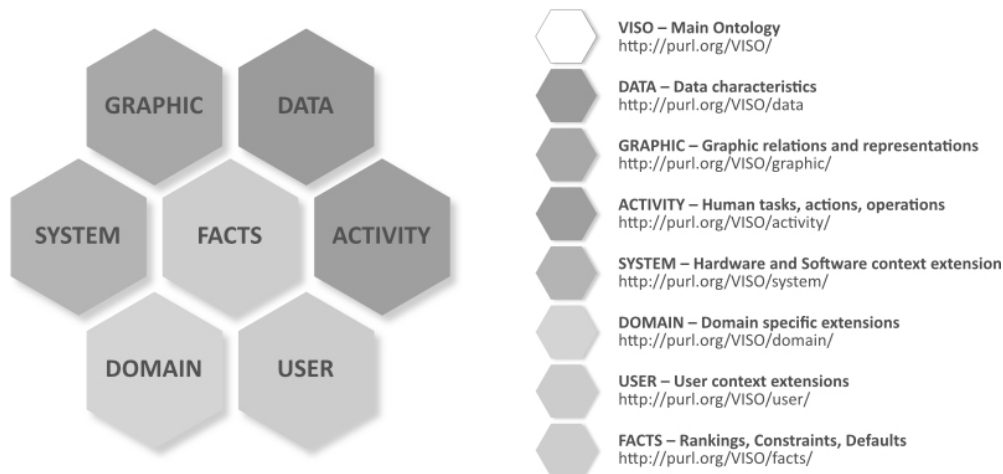 GRAPHIC
DATA
SYSTEM
FACTS
ACTIVITY
DOMAIN
USER
VISO – Main Ontology
http://purl.org/VISO/
DATA – Data characteristics
http://purl.org/VISO/data
GRAPHIC – Graphic relations and representations
http://purl.org/VISO/graphic/
ACTIVITY – Human tasks, actions, operations
http://purl.org/VISO/activity/
SYSTEM – Hardware and Software context extension
http://purl.org/VISO/system/
DOMAIN – Domain specific extensions
http://purl.org/VISO/domain/
USER – User context extensions
http://purl.org/VISO/user/
FACTS – Rankings, Constraints, Defaults
http://purl.org/VISO/facts/